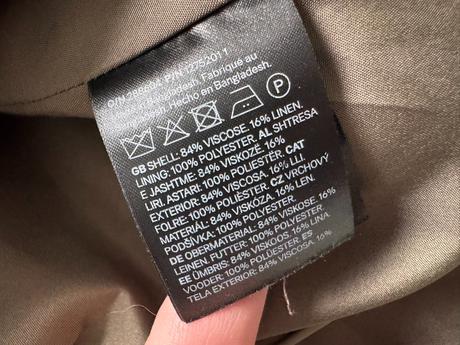 in Bangladesh. Fabriqué au
Hecho en Bangladesh.
P
GB SHELL: 84% VISCOSE. 16% LINEN.
LINING: 100% POLYESTER. AL SHTRESA
E JASHTME: 84% VISKOZË. 16%
LIRI. ASTARI: 100% POLIESTËR. CAT
EXTERIOR: 84% VISCOSA. 16% LLI.
FOLRE: 100% POLIÈSTER. CZ VRCHOVÝ
MATERIÁL: 84% VISKÓZA. 16% LEN.
PODŠÍVKA: 100% POLYESTER.
DE OBERMATERIAL: 84% VISKOSE. 16%
LEINEN. FUTTER: 100% POLYESTER.
EE ÜMBRIS: 84% VISKOOS. 16% LINA.
VOODER: 100% POLÜESTER. ES
TELA EXTERIOR: 84% VISCOSA. 16%